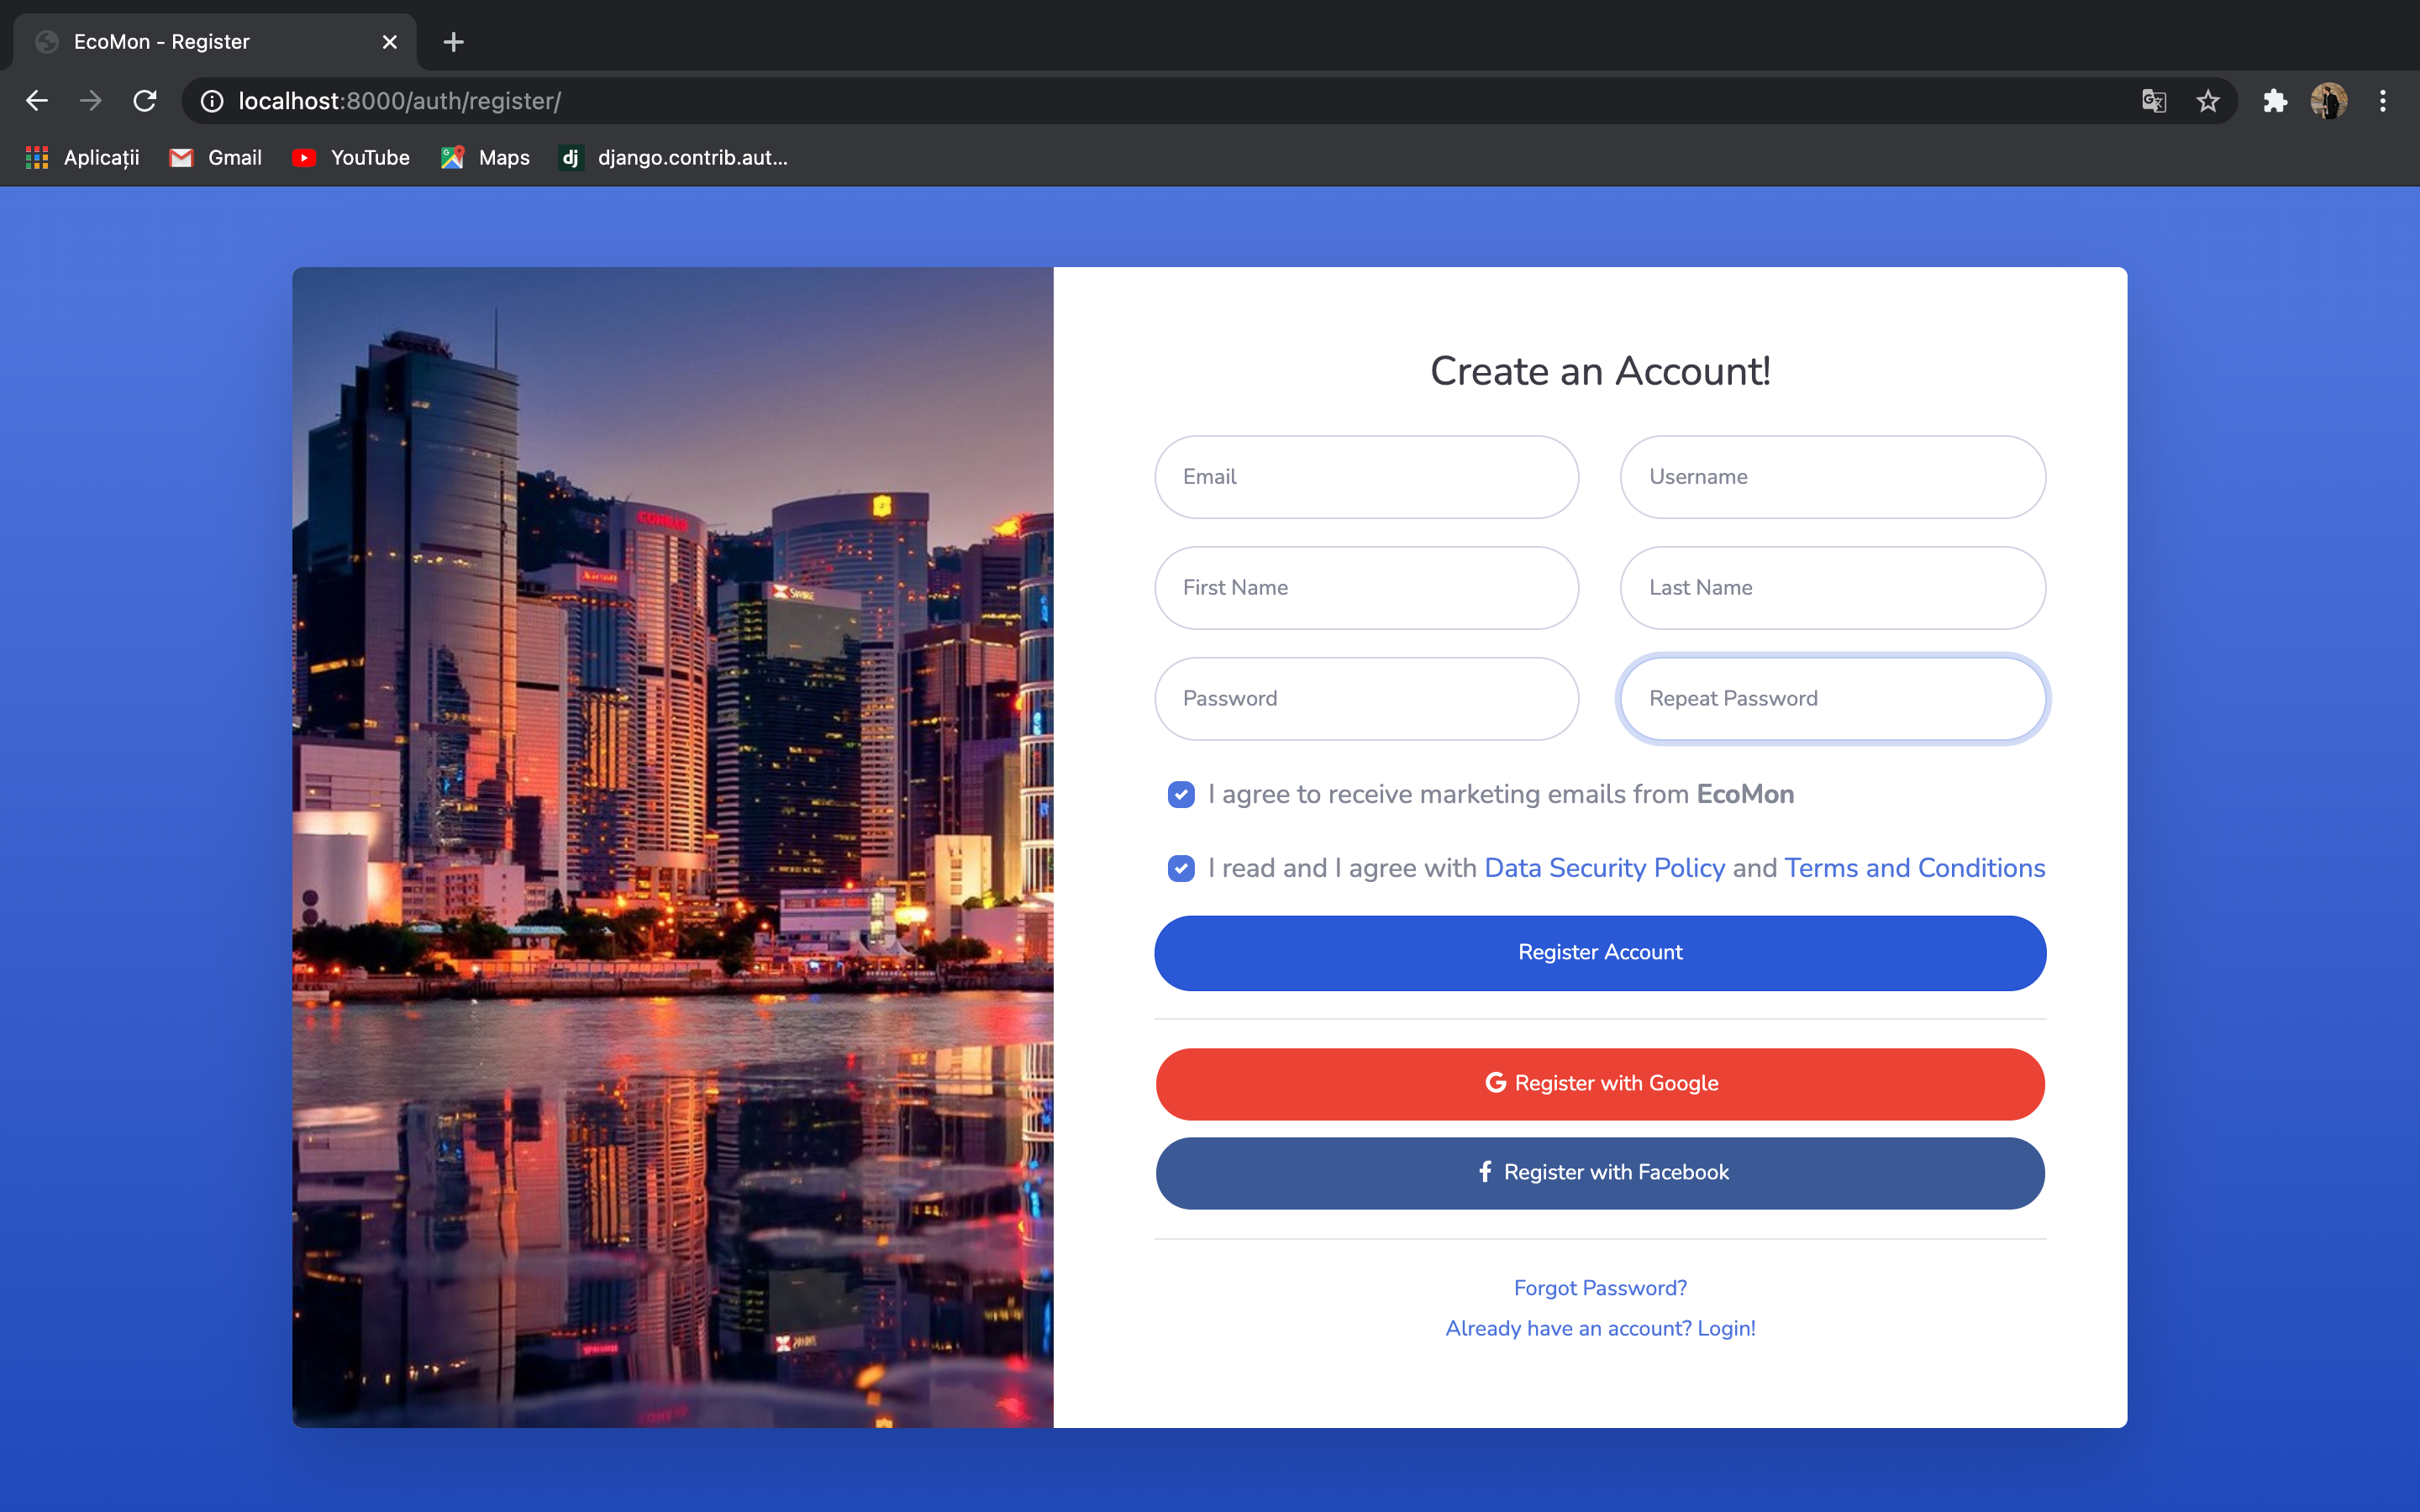 EcoMon - Register
localhost:8000/auth/register/
Aplicații Gmail YouTube Maps dj django.contrib.aut...
Create an Account!
Email Username
First Name Last Name
Password Repeat Password
I agree to receive marketing emails from EcoMon
I read and I agree with Data Security Policy and Terms and Conditions
Register Account
G Register with Google
f Register with Facebook
Forgot Password?
Already have an account? Login!